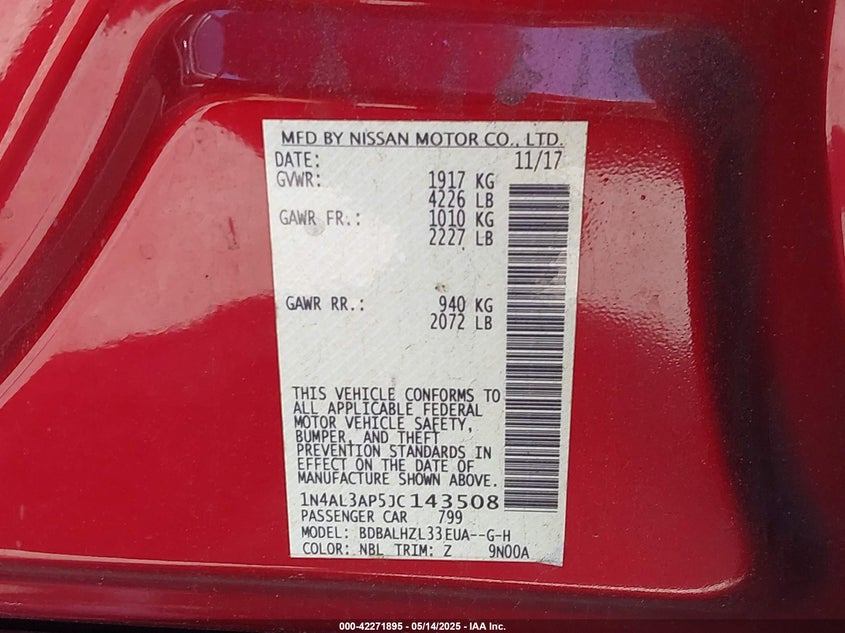 MFD BY NISSAN MOTOR CO., LTD.
DATE: 11/17
GVWR: 1917 KG
4226 LB
GAWR FR.: 1010 KG
2227 LB
GAWR RR.: 940 KG
2072 LB
THIS VEHICLE CONFORMS TO
ALL APPLICABLE FEDERAL
MOTOR VEHICLE SAFETY,
BUMPER, AND THEFT
PREVENTION STANDARDS IN
EFFECT ON THE DATE OF
MANUFACTURE SHOWN ABOVE.
1N4AL3AP5JC143508
PASSENGER CAR 799
MODEL: BDBALHZL33EUA--G-H
COLOR: NBL TRIM: Z 9N00A
000-42271895 - 05/14/2025 - IAA Inc.